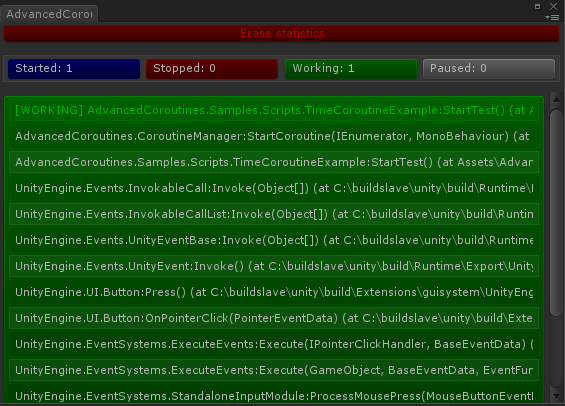 AdvancedCorou
Erase statistics...
Started: 1 Stopped: 0 Working: 1 Paused: 0
[WORKING] AdvancedCoroutines.Samples.Scripts.TimeCoroutineExample:StartTest() (at A
AdvancedCoroutines.CoroutineManager:StartCoroutine(IEnumerator, MonoBehaviour) (at
AdvancedCoroutines.Samples.Scripts.TimeCoroutineExample:StartTest() (at Assets\Advan
UnityEngine.Events.InvokableCall:Invoke(Object[]) (at C:\buildslave\unity\build\Runtime\
UnityEngine.Events.InvokableCallList:Invoke(Object[]) (at C:\buildslave\unity\build\Runtin
UnityEngine.Events.UnityEventBase:Invoke(Object[]) (at C:\buildslave\unity\build\Runtime
UnityEngine.Events.UnityEvent:Invoke() (at C:\buildslave\unity\build\Runtime\Export\Unity
UnityEngine.UI.Button:Press() (at C:\buildslave\unity\build\Extensions\guisystem\UnityEng
UnityEngine.UI.Button:OnPointerClick(PointerEventData) (at C:\buildslave\unity\build\Exte
UnityEngine.EventSystems.ExecuteEvents:Execute(IPointerClickHandler, BaseEventData) (
UnityEngine.EventSystems.ExecuteEvents:Execute(GameObject, BaseEventData, EventFun
UnityEngine.EventSystems.StandaloneInputModule:ProcessMousePress(MouseButtonEvent